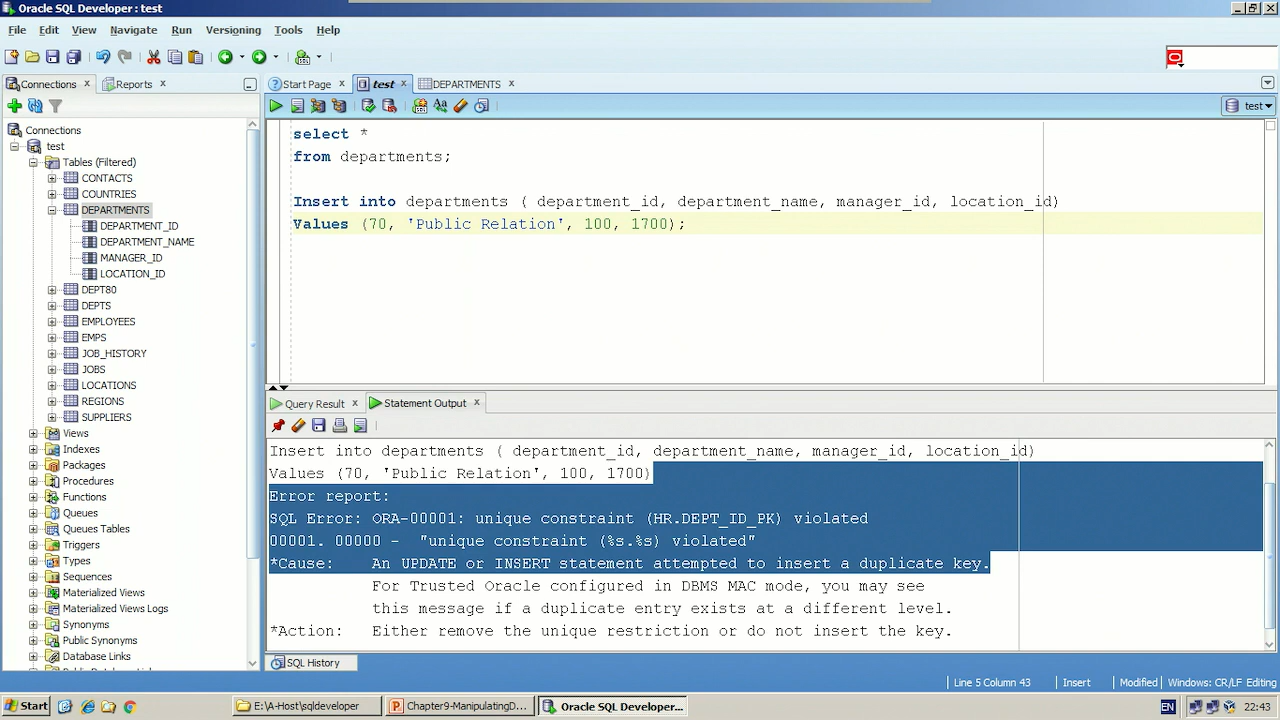 Oracle SQL Developer : test
File Edit View Navigate Run Versioning Tools Help
Connections Reports
Start Page test DEPARTMENTS
test
Connections
test
Tables (Filtered)
CONTACTS
COUNTRIES
DEPARTMENTS
DEPARTMENT_ID
DEPARTMENT_NAME
MANAGER_ID
LOCATION_ID
DEPT80
DEPTS
EMPLOYEES
EMPS
JOB_HISTORY
JOBS
LOCATIONS
REGIONS
SUPPLIERS
Views
Indexes
Packages
Procedures
Functions
Queues
Queues Tables
Triggers
Types
Sequences
Materialized Views
Materialized Views Logs
Synonyms
Public Synonyms
Database Links
select *
from departments;
Insert into departments ( department_id, department_name, manager_id, location_id)
Values (70, 'Public Relation', 100, 1700);
Query Result Statement Output
Insert into departments ( department_id, department_name, manager_id, location_id)
Values (70, 'Public Relation', 100, 1700)
Error report:
SQL Error: ORA-00001: unique constraint (HR.DEPT_ID_PK) violated
00001. 00000 - "unique constraint (%s.%s) violated"
*Cause: An UPDATE or INSERT statement attempted to insert a duplicate key.
For Trusted Oracle configured in DBMS MAC mode, you may see
this message if a duplicate entry exists at a different level.
*Action: Either remove the unique restriction or do not insert the key.
SQL History
Line 5 Column 43 Insert Modified Windows: CR/LF Editing
Start E:\A-Host\sqldeveloper Chapter9-ManipulatingD... Oracle SQL Developer... EN 22:43